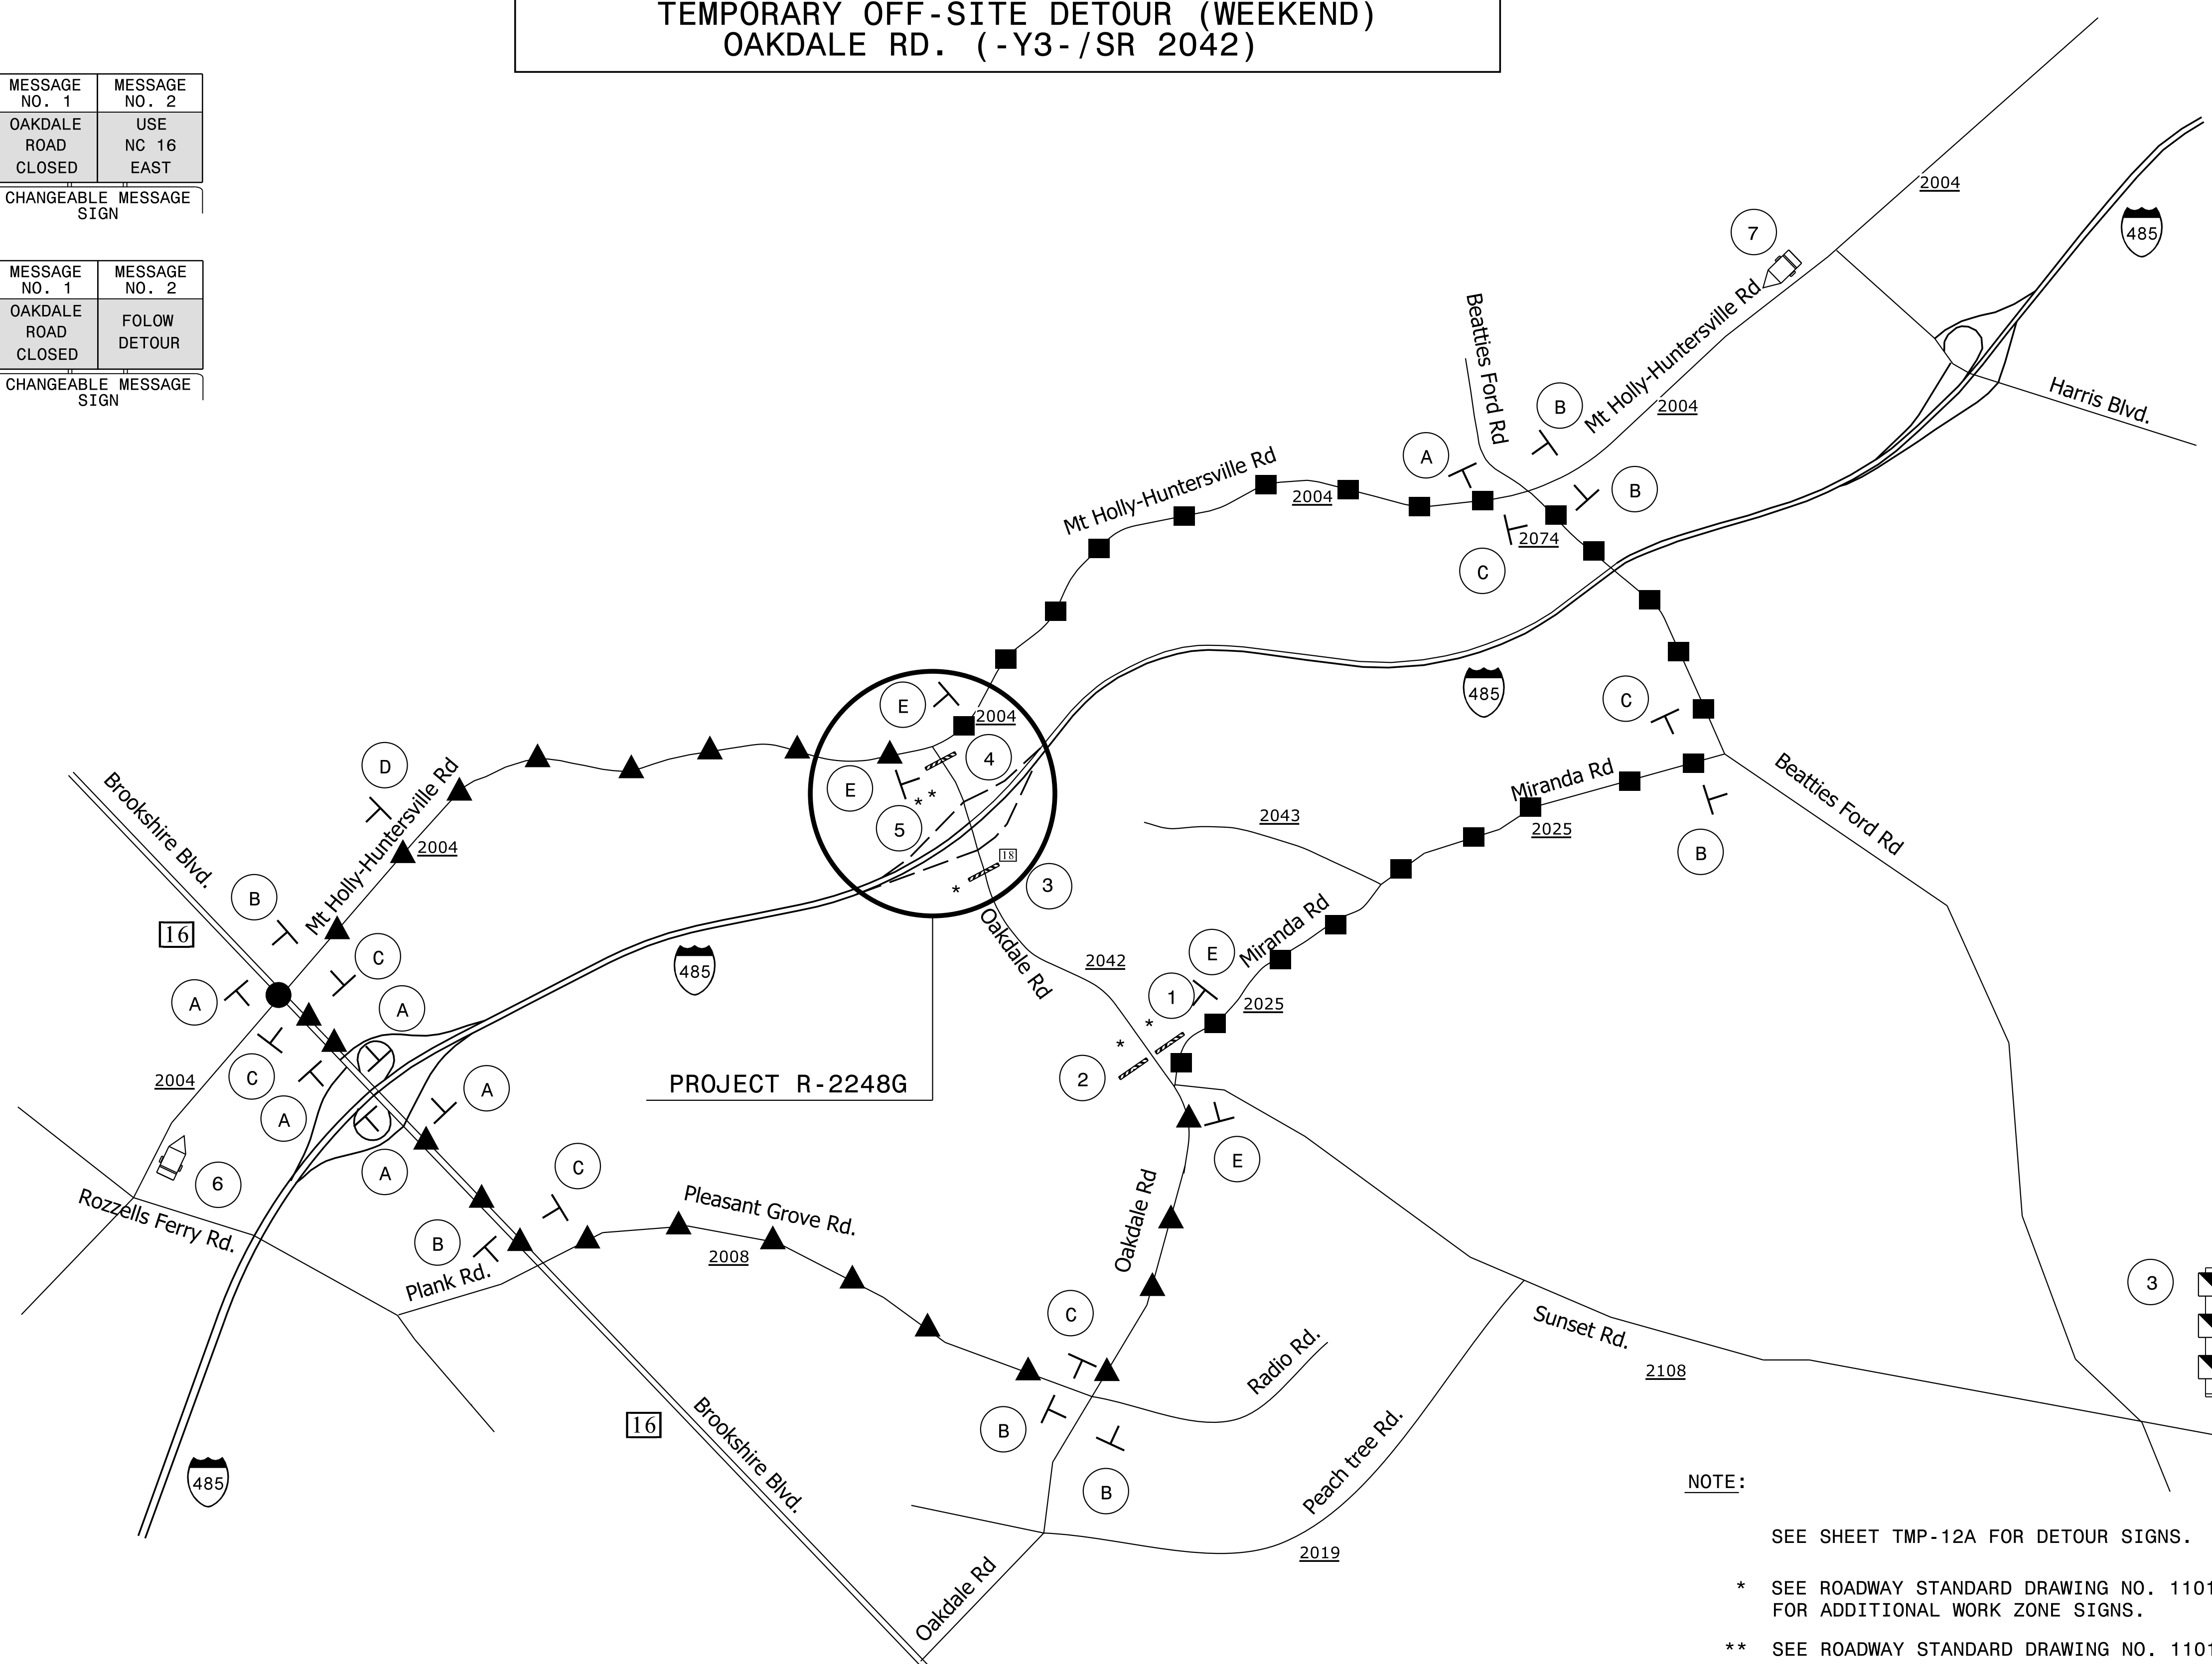 TEMPORARY OFF-SITE DETOUR (WEEKEND)
OAKDALE RD. (-Y3-/SR 2042)
MESSAGE NO. 1
MESSAGE NO. 2
OAKDALE ROAD CLOSED
USE NC 16 EAST
CHANGEABLE MESSAGE SIGN
MESSAGE NO. 1
MESSAGE NO. 2
OAKDALE ROAD CLOSED
FOLOW DETOUR
CHANGEABLE MESSAGE SIGN
2004
485
7
Beatties Ford Rd
Mt Holly-Huntersville Rd
2004
Harris Blvd.
B
A
B
Mt Holly-Huntersville Rd
2004
2074
C
E
2004
485
C
D
4
E
* *
5
Brookshire Blvd.
Mt Holly-Huntersville Rd
2004
2043
Miranda Rd
2025
Beatties Ford Rd
B
18
*
3
B
16
C
A
A
485
Oakdale Rd
2042
E
Miranda Rd
1
2025
*
*
2
C
2004
A
A
PROJECT R-2248G
A
6
C
E
Rozzells Ferry Rd.
B
Plank Rd.
Pleasant Grove Rd.
2008
Oakdale Rd
3
C
Radio Rd.
Sunset Rd.
2108
16
Brookshire Blvd.
B
B
Peach tree Rd.
485
2019
Oakdale Rd
NOTE:
SEE SHEET TMP-12A FOR DETOUR SIGNS.
* SEE ROADWAY STANDARD DRAWING NO. 1101
FOR ADDITIONAL WORK ZONE SIGNS.
** SEE ROADWAY STANDARD DRAWING NO. 1101